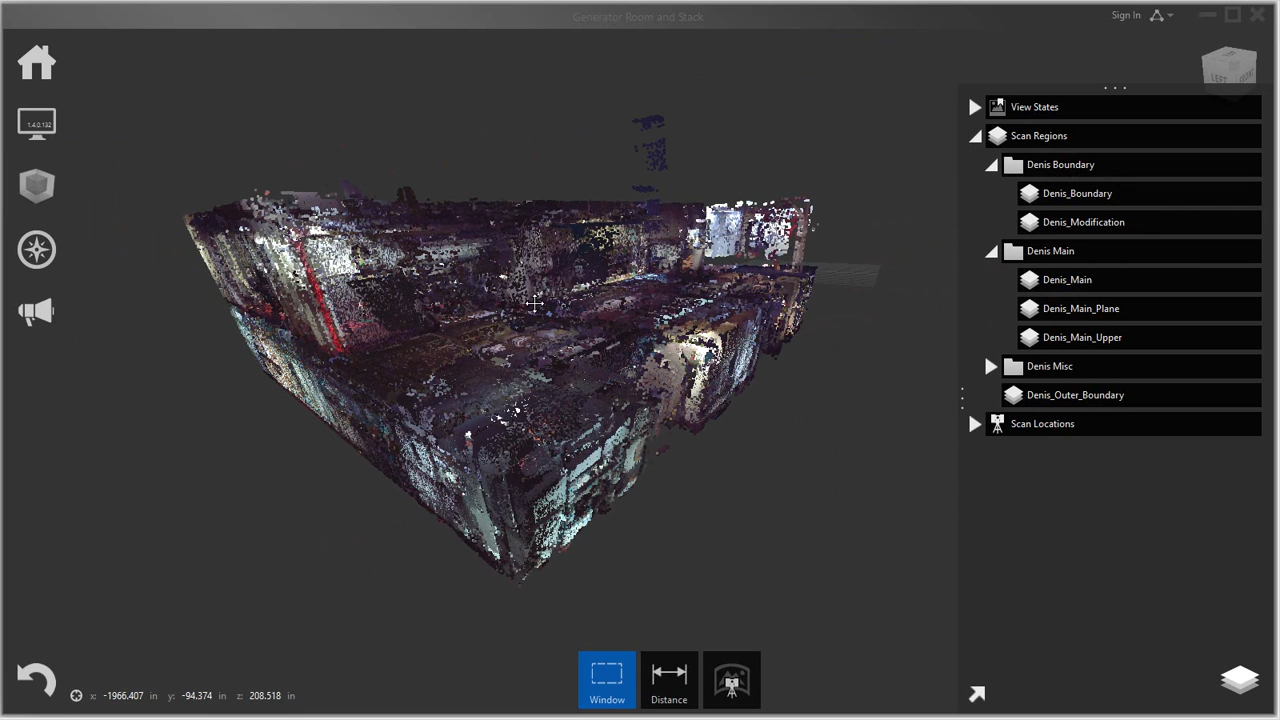 Generator Room and Stack
Sign In
1.4.0.132
LEFT FRONT
View States
Scan Regions
Denis Boundary
Denis_Boundary
Denis_Modification
Denis Main
Denis_Main
Denis_Main_Plane
Denis_Main_Upper
Denis Misc
Denis_Outer_Boundary
Scan Locations
x: -1966.407 in y: -94.374 in z: 208.518 in
Window
Distance